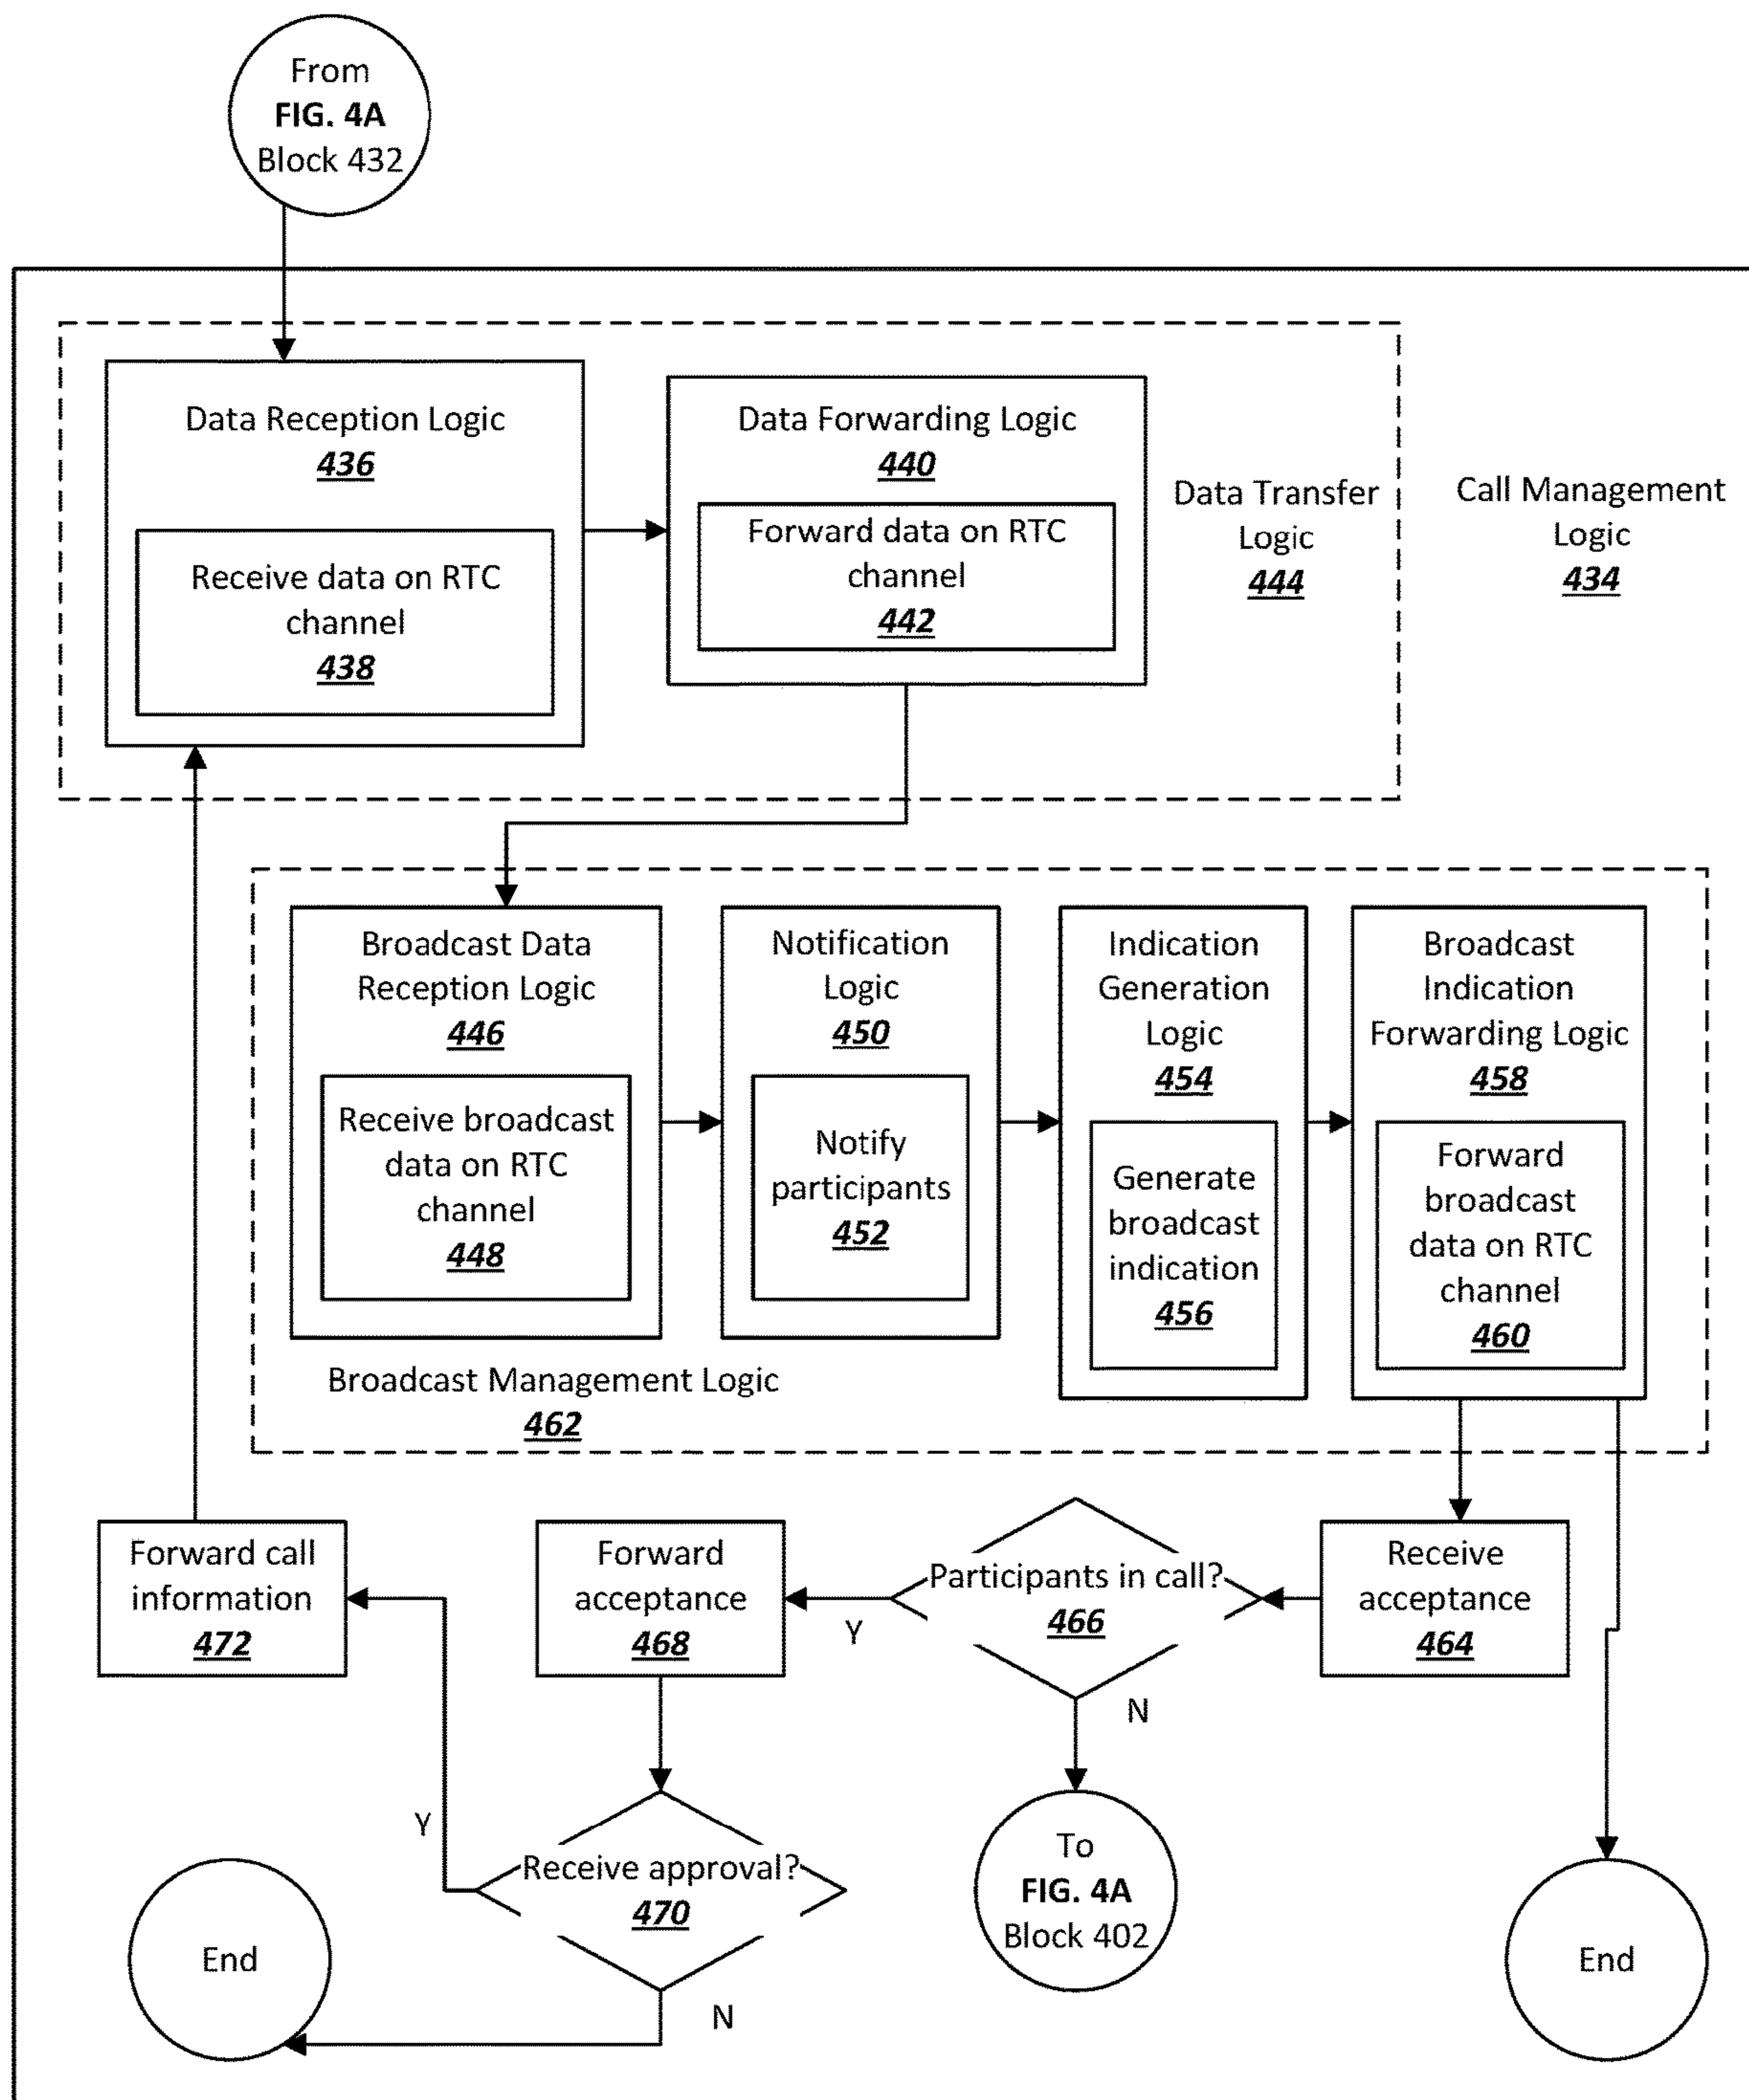 From
FIG. 4A
Block 432
Data Reception Logic
436
Receive data on RTC
channel
438
Data Forwarding Logic
440
Forward data on RTC
channel
442
Data Transfer
Logic
444
Call Management
Logic
434
Broadcast Data
Reception Logic
446
Receive broadcast
data on RTC
channel
448
Notification
Logic
450
Notify
participants
452
Indication
Generation
Logic
454
Generate
broadcast
indication
456
Broadcast
Indication
Forwarding Logic
458
Forward
broadcast
data on RTC
channel
460
Broadcast Management Logic
462
Forward call
information
472
Forward
acceptance
468
Y
Participants in call?
466
N
Receive
acceptance
464
Y
Receive approval?
470
N
To
FIG. 4A
Block 402
End
End